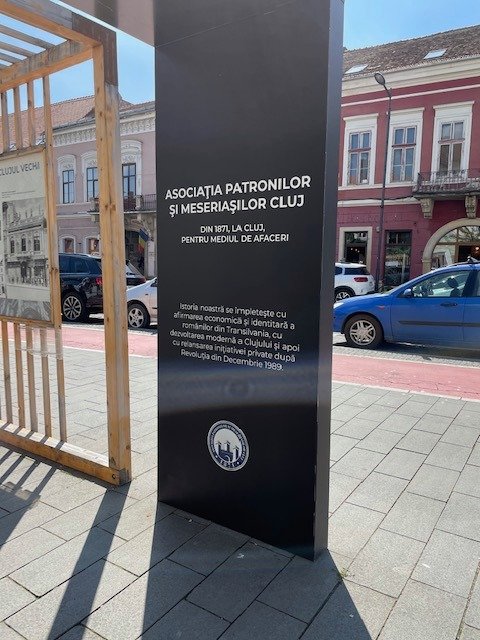 CLUJUL VECHI
ASOCIAȚIA PATRONILOR
ȘI MESERIAȘILOR CLUJ
DIN 1871, LA CLUJ,
PENTRU MEDIUL DE AFACERI
Istoria noastră se împletește cu
afirmarea economică și identitară a
românilor din Transilvania, cu
dezvoltarea modernă a Clujului și apoi
cu relansarea inițiativei private după
Revoluția din Decembrie 1989.
1871